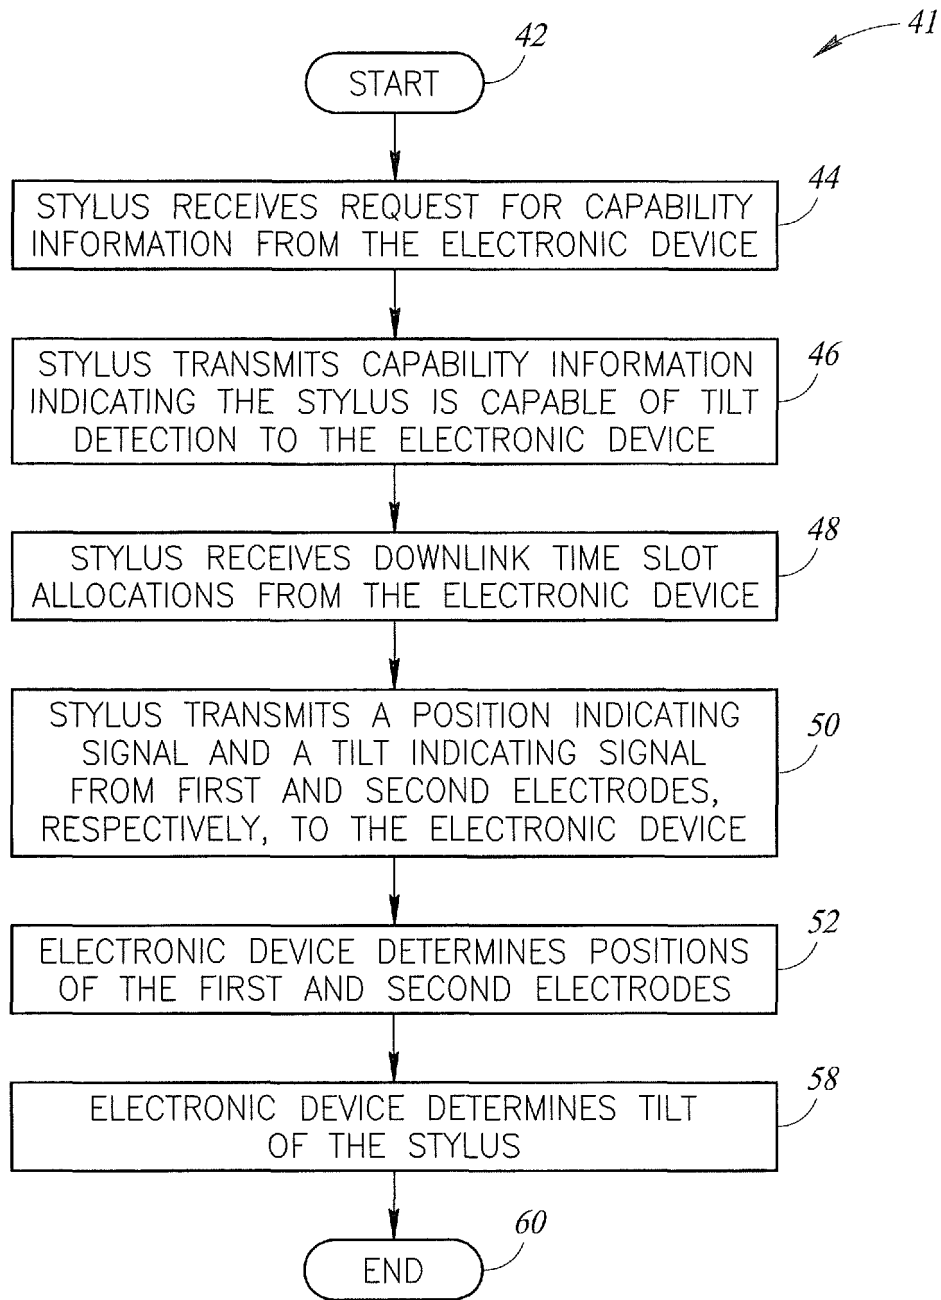 41
42
START
44
STYLUS RECEIVES REQUEST FOR CAPABILITY
INFORMATION FROM THE ELECTRONIC DEVICE
46
STYLUS TRANSMITS CAPABILITY INFORMATION
INDICATING THE STYLUS IS CAPABLE OF TILT
DETECTION TO THE ELECTRONIC DEVICE
48
STYLUS RECEIVES DOWNLINK TIME SLOT
ALLOCATIONS FROM THE ELECTRONIC DEVICE
50
STYLUS TRANSMITS A POSITION INDICATING
SIGNAL AND A TILT INDICATING SIGNAL
FROM FIRST AND SECOND ELECTRODES,
RESPECTIVELY, TO THE ELECTRONIC DEVICE
52
ELECTRONIC DEVICE DETERMINES POSITIONS
OF THE FIRST AND SECOND ELECTRODES
58
ELECTRONIC DEVICE DETERMINES TILT
OF THE STYLUS
60
END